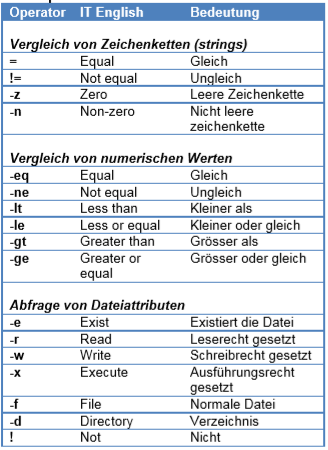 Operator IT English Bedeutung
Vergleich von Zeichenketten (strings)
= Equal Gleich
!= Not equal Ungleich
-z Zero Leere Zeichenkette
-n Non-zero Nicht leere
zeichenkette
Vergleich von numerischen Werten
-eq Equal Gleich
-ne Not equal Ungleich
-lt Less than Kleiner als
-le Less or equal Kleiner oder gleich
-gt Greater than Grösser als
-ge Greater or Grösser oder gleich
equal
Abfrage von Dateiattributen
-e Exist Existiert die Datei
-r Read Leserecht gesetzt
-w Write Schreibrecht gesetzt
-x Execute Ausführungsrecht
gesetzt
-f File Normale Datei
-d Directory Verzeichnis
! Not Nicht